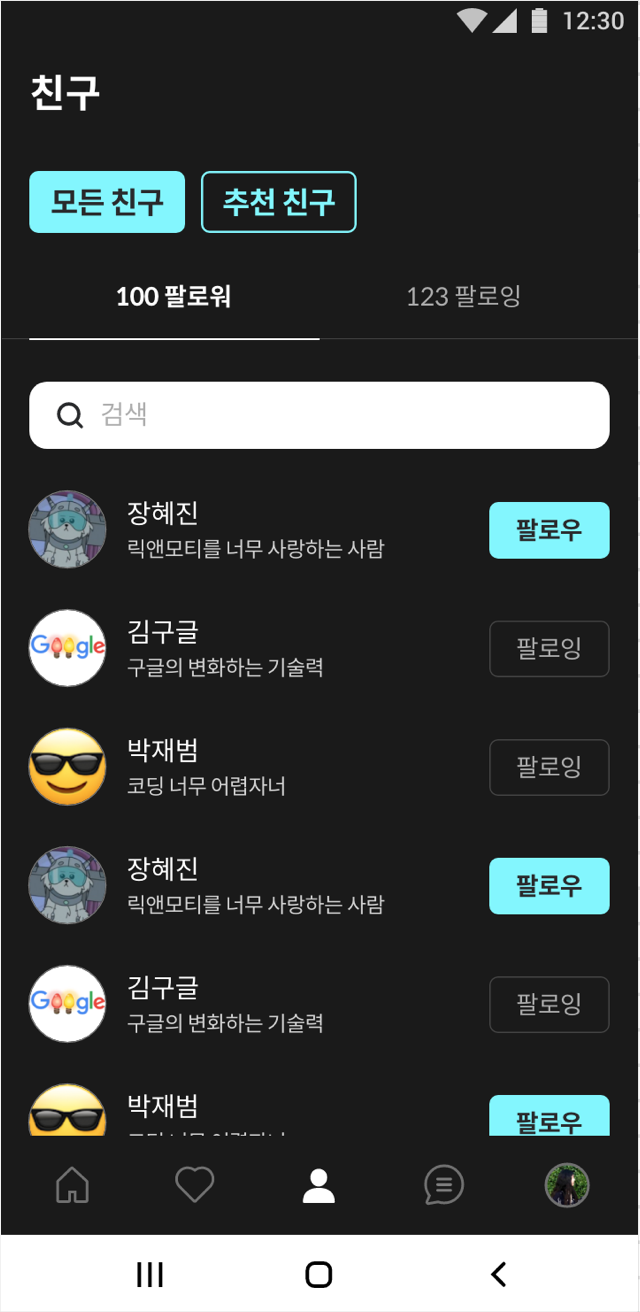 12:30
친구
모든 친구 추천 친구
100 팔로워 123 팔로잉
검색
장혜진
릭앤모티를 너무 사랑하는 사람
팔로우
Google
김구글
구글의 변화하는 기술력
팔로잉
박재범
코딩 너무 어렵자너
팔로잉
장혜진
릭앤모티를 너무 사랑하는 사람
팔로우
Google
김구글
구글의 변화하는 기술력
팔로잉
박재범
팔로우